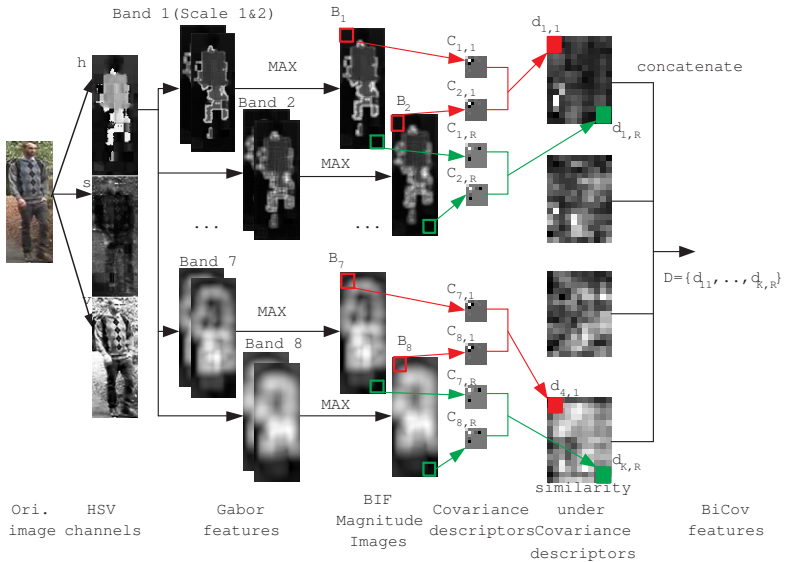 Band 1(Scale 1&2)
B1
C1,1
d1,1
h
MAX
concatenate
C2,1
Band 2
B2
C1,R
d1,R
MAX
C2,R
s
... ...
Band 7
B7
D={d11,..,dK,R}
v
C7,1
MAX
C8,1
Band 8
B8
C7,R
d4,1
MAX
C8,R
dK,R
Ori. image
HSV channels
Gabor features
BIF Magnitude Images
Covariance descriptors
similarity under Covariance descriptors
BiCov features